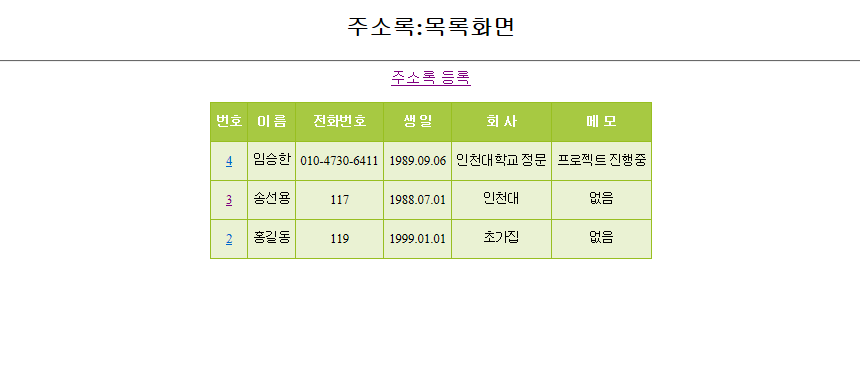 주소록:목록화면
주소록 등록
번호 이 름 전화번호 생 일 회 사 메 모
4 임승한 010-4730-6411 1989.09.06 인천대학교 정문 프로젝트 진행중
3 송선용 117 1988.07.01 인천대 없음
2 홍길동 119 1999.01.01 초가집 없음